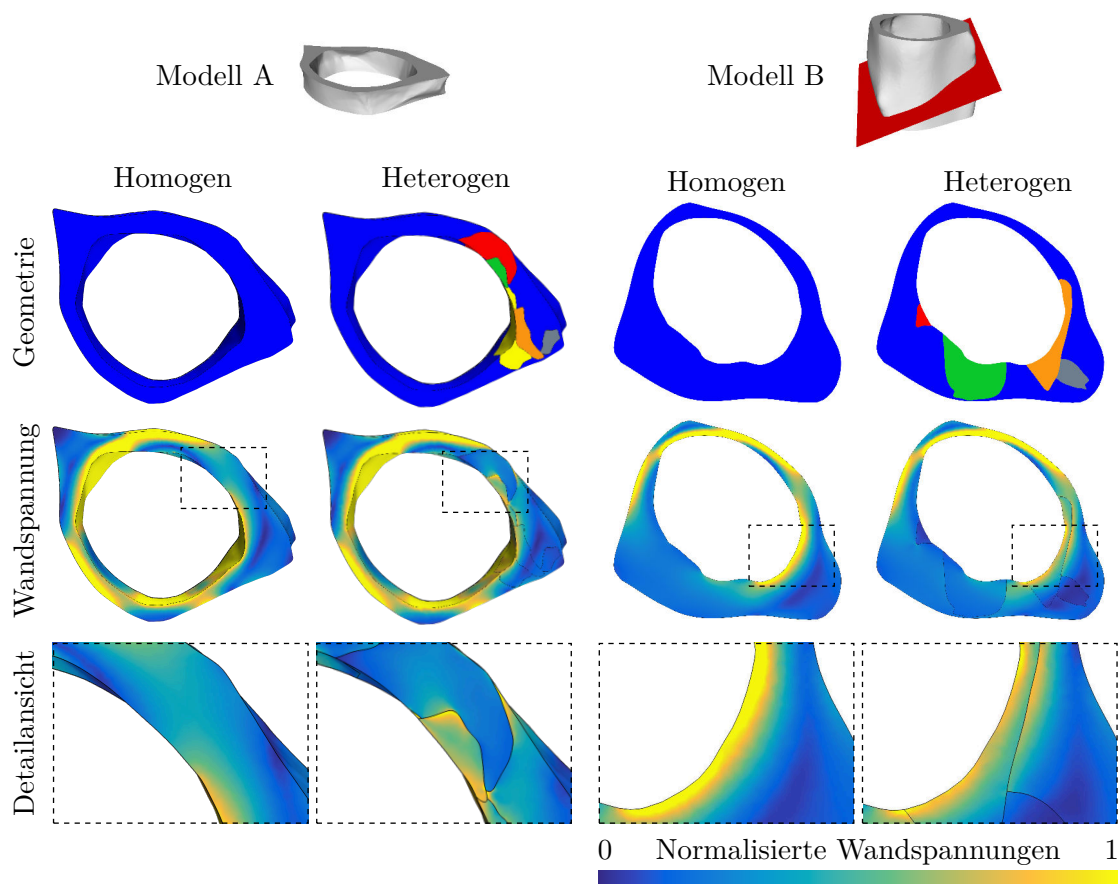 Modell A
Modell B
Homogen
Heterogen
Homogen
Heterogen
Geometrie
Wandspannung
Detailansicht
0 Normalisierte Wandspannungen 1